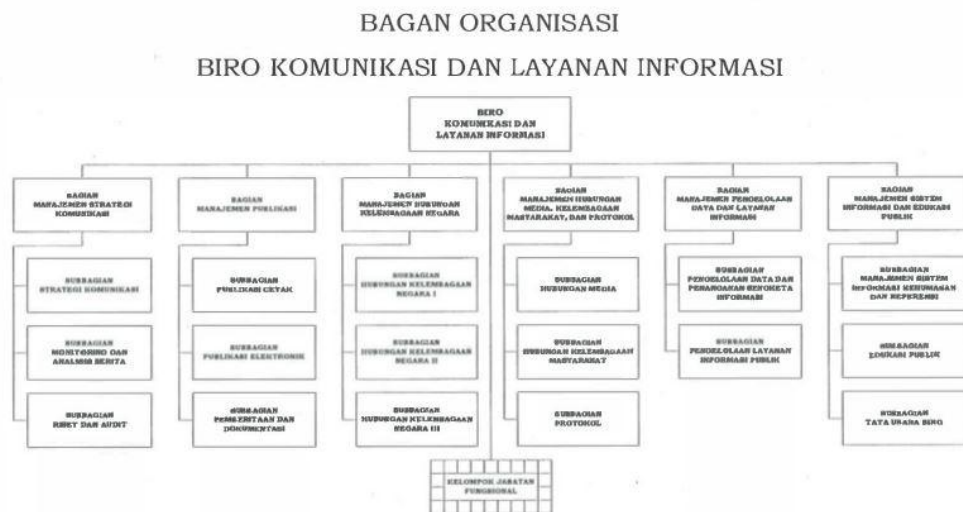 BAGAN ORGANISASI
BIRO KOMUNIKASI DAN LAYANAN INFORMASI
BIRO
KOMUNIKASI DAN
LAYANAN INFORMASI
BAGIAN
MANAJEMEN STRATEGI
KOMUNIKASI
BAGIAN
MANAJEMEN PUBLIKASI
BAGIAN
MANAJEMEN HUBUNGAN
KELEMBAGAAN NEGARA
BAGIAN
MANAJEMEN HUBUNGAN
MEDIA, KELEMBAGAAN
MASYARAKAT, DAN PROTOKOL
BAGIAN
MANAJEMEN PENGELOLAAN
DATA DAN LAYANAN
INFORMASI
BAGIAN
MANAJEMEN SISTEM
INFORMASI DAN EDUKASI
PUBLIK
SUBBAGIAN
STRATEGI KOMUNIKASI
SUBBAGIAN
PUBLIKASI CETAK
SUBBAGIAN
HUBUNGAN KELEMBAGAAN
NEGARA I
SUBBAGIAN
HUBUNGAN MEDIA
SUBBAGIAN
PENGELOLAAN DATA DAN
PENANGANAN SENGKETA
INFORMASI
SUBBAGIAN
MANAJEMEN SISTEM
INFORMASI KEHUMASAN
DAN REFERENSI
SUBBAGIAN
MONITORING DAN
ANALISIS BERITA
SUBBAGIAN
PUBLIKASI ELEKTRONIK
SUBBAGIAN
HUBUNGAN KELEMBAGAAN
NEGARA II
SUBBAGIAN
HUBUNGAN KELEMBAGAAN
MASYARAKAT
SUBBAGIAN
PENGELOLAAN LAYANAN
INFORMASI PUBLIK
SUBBAGIAN
EDUKASI PUBLIK
SUBBAGIAN
RISET DAN AUDIT
SUBBAGIAN
PEMBERITAAN DAN
DOKUMENTASI
SUBBAGIAN
HUBUNGAN KELEMBAGAAN
NEGARA III
SUBBAGIAN
PROTOKOL
SUBBAGIAN
TATA USAHA BIRO
KELOMPOK JABATAN
FUNGSIONAL